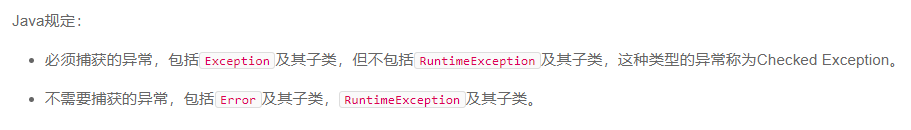 Java规定：
必须捕获的异常，包括Exception及其子类，但不包括RuntimeException及其子类，这种类型的异常称为Checked Exception。
不需要捕获的异常，包括Error及其子类，RuntimeException及其子类。